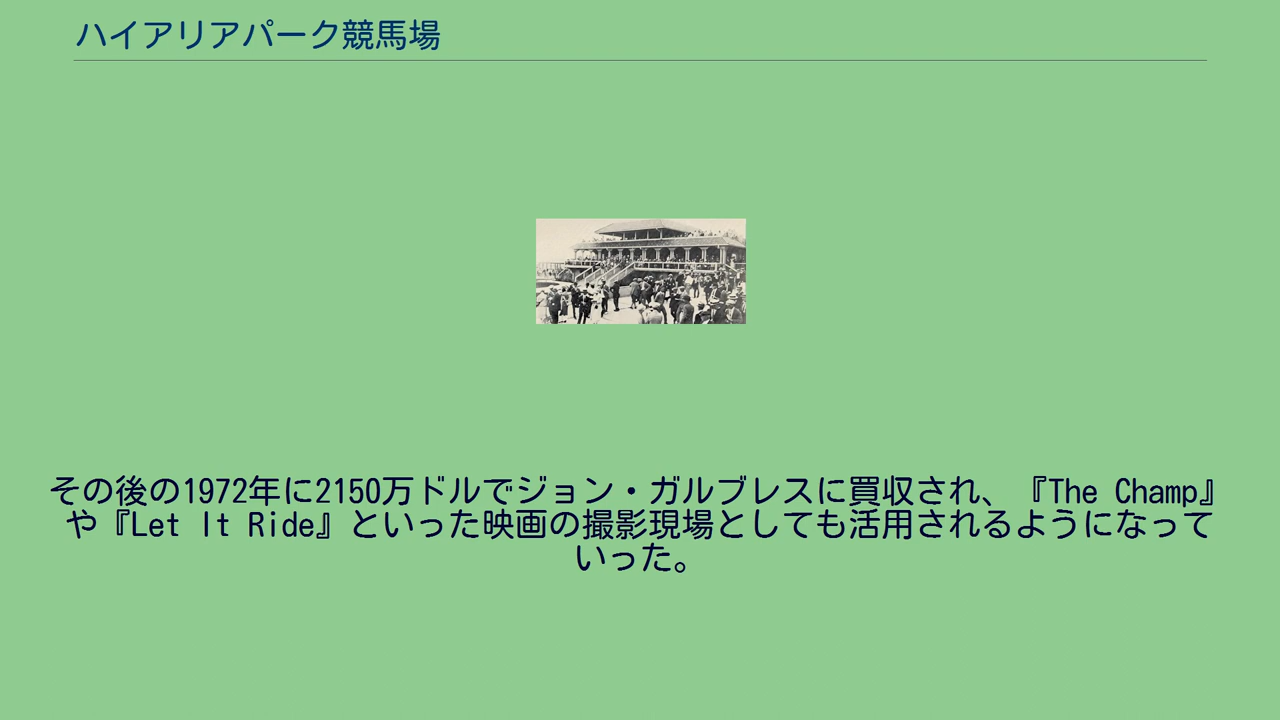 ハイアリアパーク競馬場
その後の1972年に2150万ドルでジョン・ガルブレスに買収され、『The Champ』
や『Let It Ride』といった映画の撮影現場としても活用されるようになって
いった。